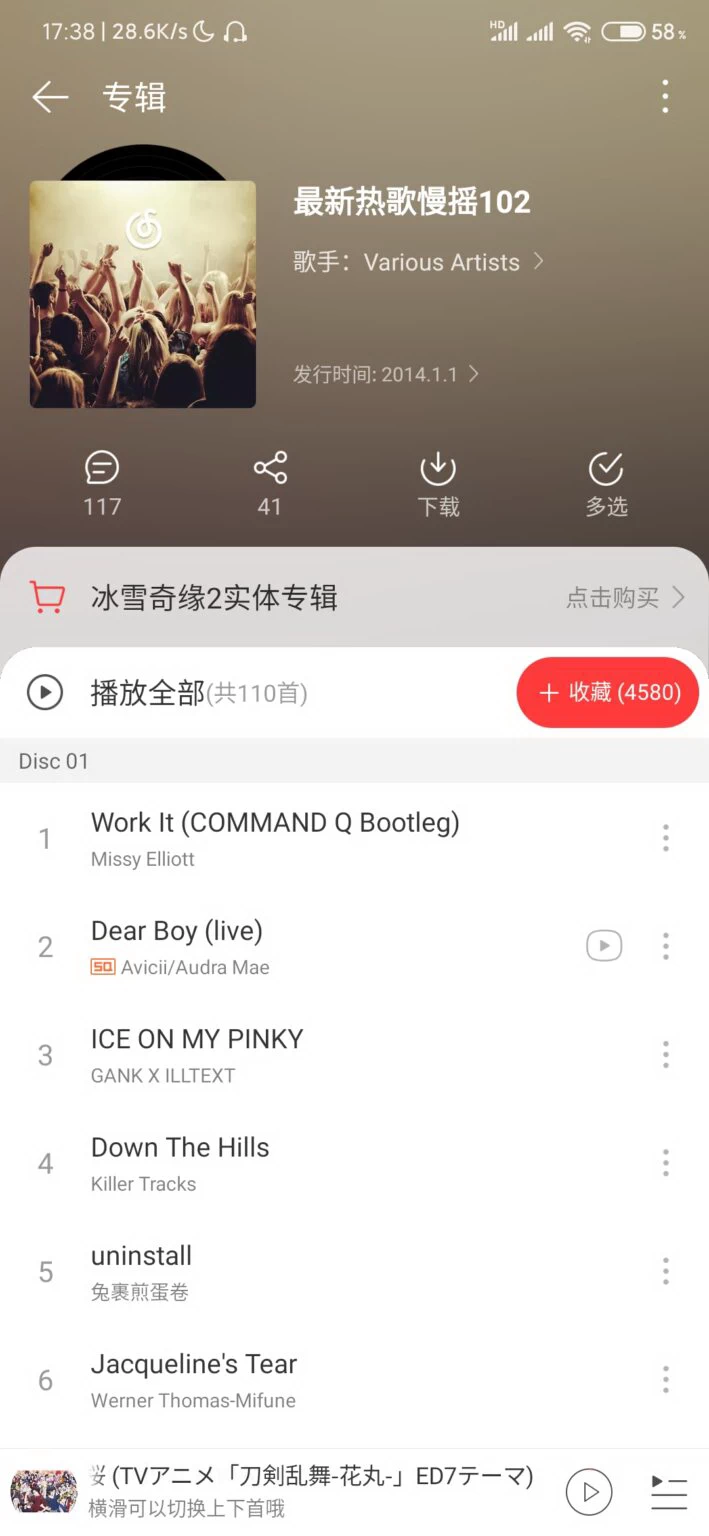 17:38 | 28.6K/s HD 58%
专辑
最新热歌慢摇102
歌手: Various Artists
发行时间: 2014.1.1
117 41 下载 多选
冰雪奇缘2实体专辑 点击购买
播放全部(共110首) + 收藏 (4580)
Disc 01
1 Work It (COMMAND Q Bootleg)
Missy Elliott
2 Dear Boy (live)
SQ Avicii/Audra Mae
3 ICE ON MY PINKY
GANK X ILLTEXT
4 Down The Hills
Killer Tracks
5 uninstall
兔裹煎蛋卷
6 Jacqueline's Tear
Werner Thomas-Mifune
(TVアニメ「刀剣乱舞-花丸-」ED7テーマ)
横滑可以切换上下首哦